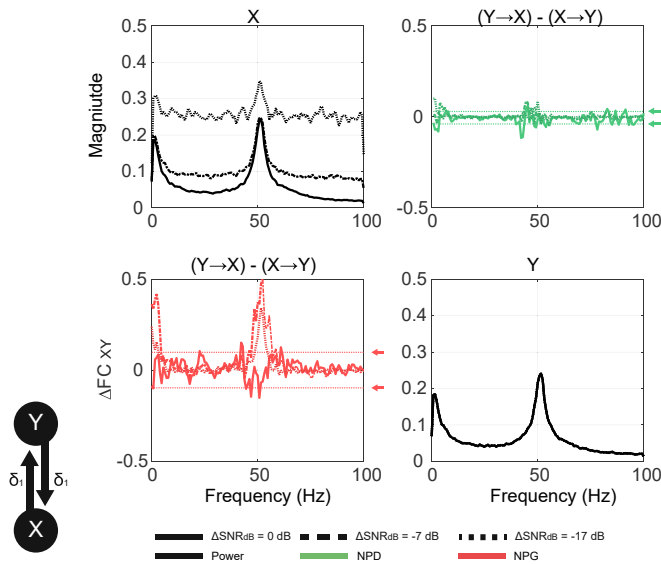 X
Magniutde
0.5
0.4
0.3
0.2
0.1
0
0
50
100
(Y→X) - (X→Y)
0.5
0
-0.5
0
50
100
(Y→X) - (X→Y)
ΔFC XY
0.5
0
-0.5
0
50
100
Frequency (Hz)
Y
0.5
0.4
0.3
0.2
0.1
0
0
50
100
Frequency (Hz)
Y
δ1 δ1
X
ΔSNRdB = 0 dB ΔSNRdB = -7 dB ΔSNRdB = -17 dB
Power NPD NPG